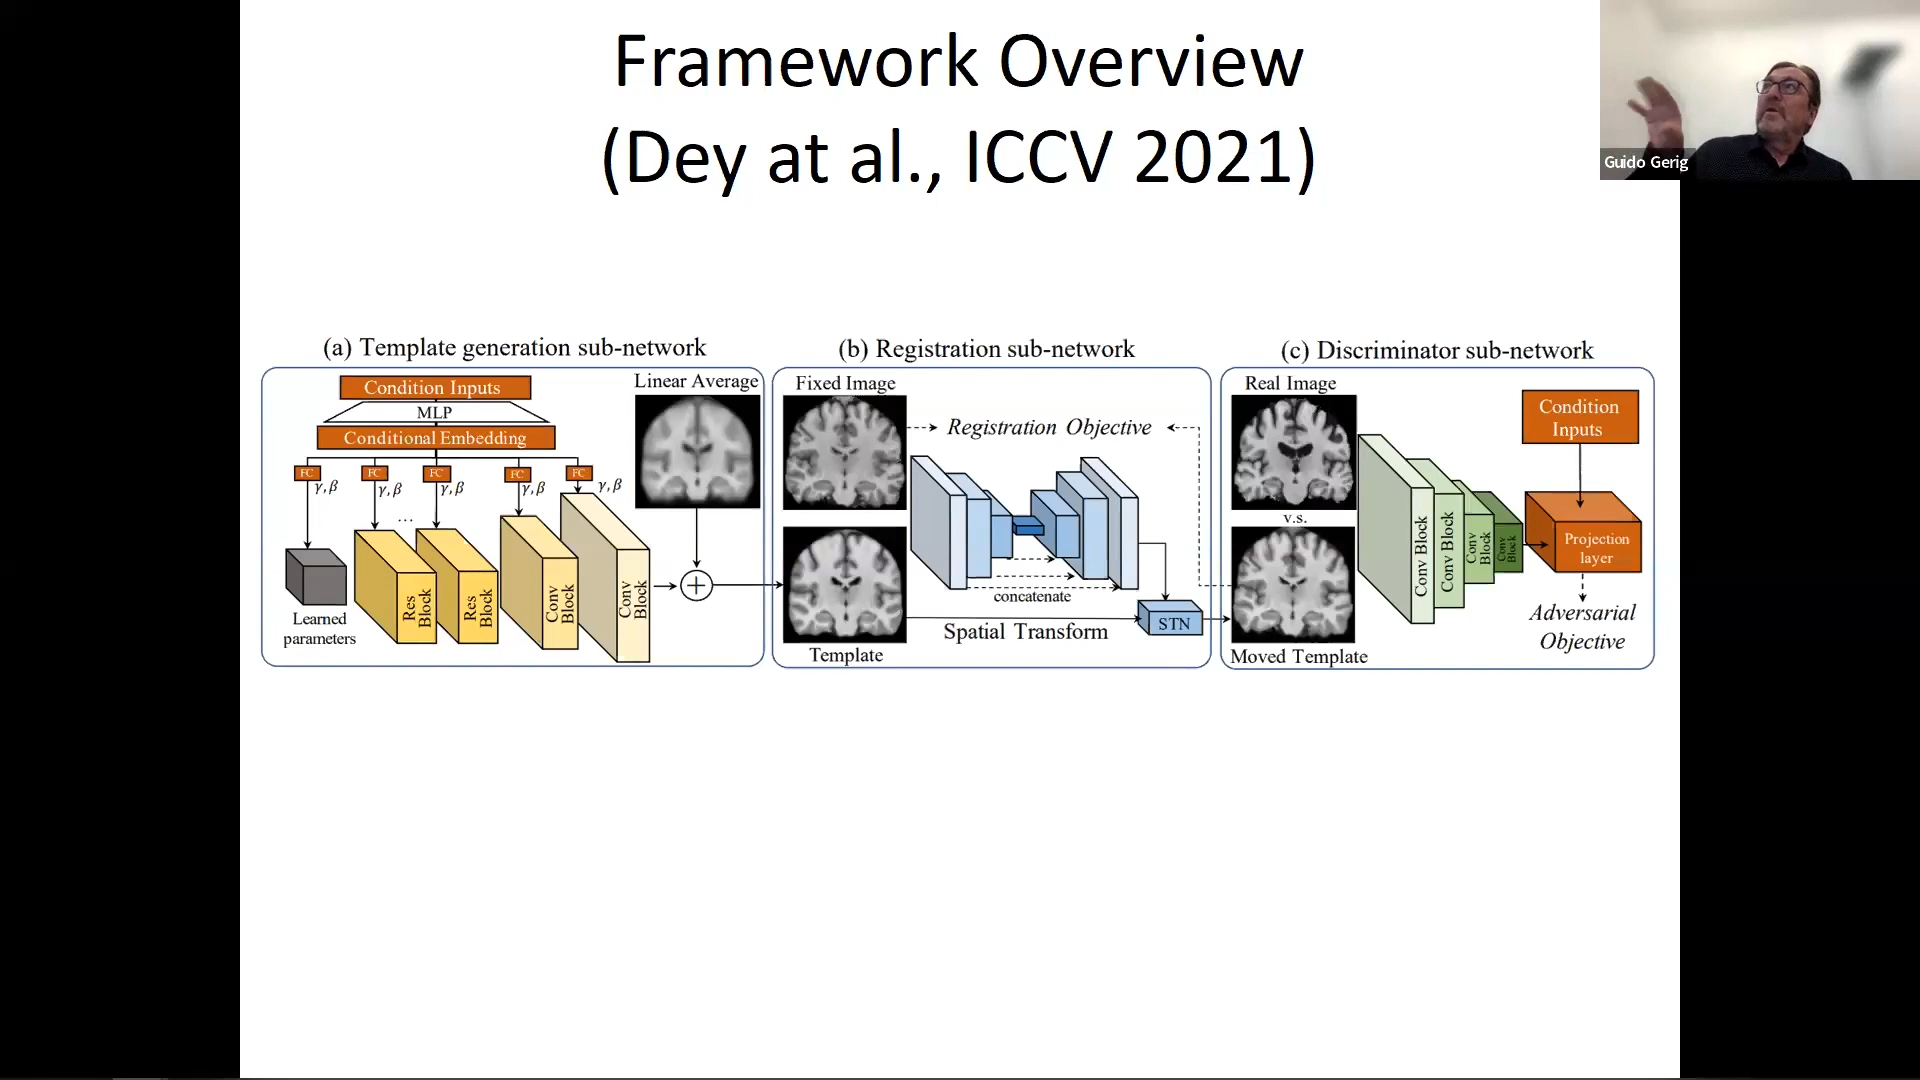 Framework Overview
(Dey at al., ICCV 2021)
Guido Gerig
(a) Template generation sub-network
Condition Inputs
MLP
Conditional Embedding
Linear Average
FC
FC
FC
FC
FC
γ, β
γ, β
γ, β
γ, β
γ, β
...
Learned
parameters
Res
Block
Res
Block
Conv
Block
Conv
Block
+
(b) Registration sub-network
Fixed Image
Registration Objective
concatenate
Spatial Transform
STN
Template
(c) Discriminator sub-network
Real Image
v.s.
Moved Template
Conv Block
Conv Block
Conv
Block
Conv
Block
Condition
Inputs
Projection
layer
Adversarial
Objective